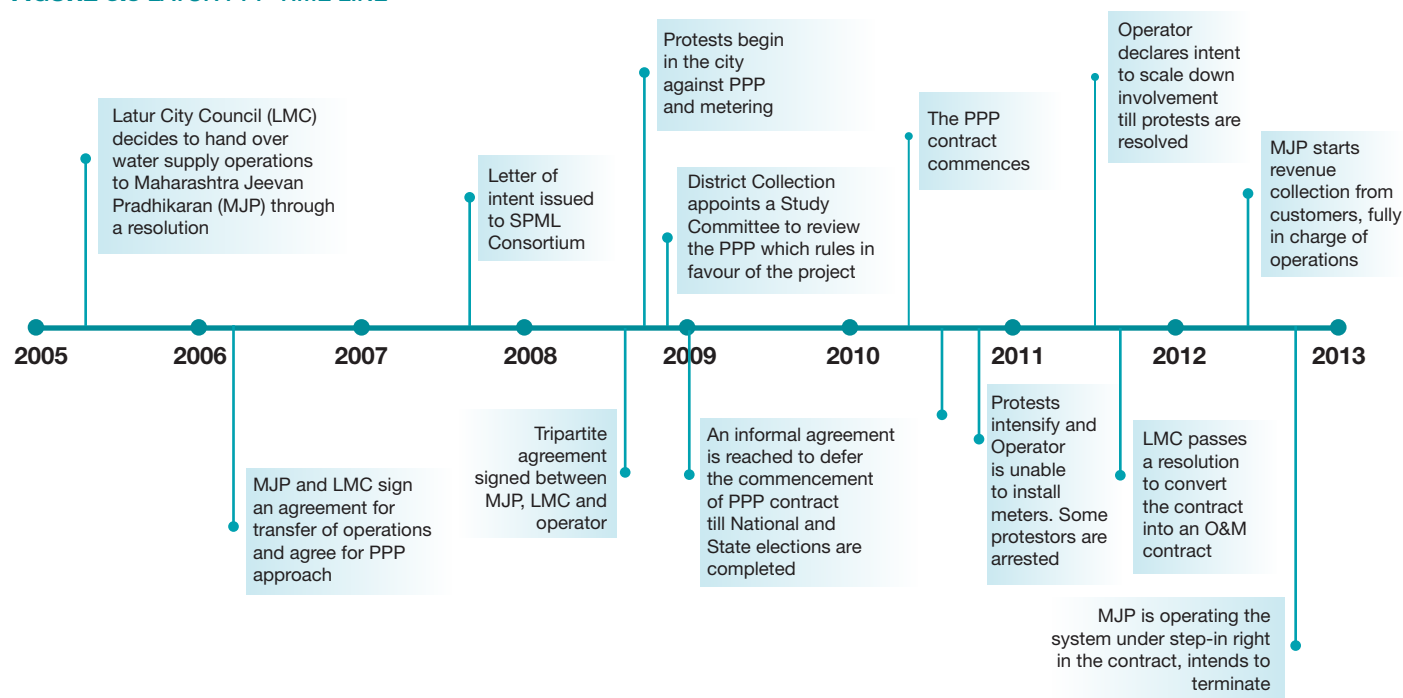 Protests begin
in the city
against PPP
and metering
Operator
declares intent
to scale down
involvement
till protests are
resolved
Latur City Council (LMC)
decides to hand over
water supply operations
to Maharashtra Jeevan
Pradhikaran (MJP) through
a resolution
Letter of
intent issued
to SPML
Consortium
District Collection
appoints a Study
Committee to review
the PPP which rules in
favour of the project
The PPP
contract
commences
MJP starts
revenue
collection from
customers, fully
in charge of
operations
2005
2006
2007
2008
2009
2010
2011
2012
2013
MJP and LMC sign
an agreement for
transfer of operations
and agree for PPP
approach
Tripartite
agreement
signed between
MJP, LMC and
operator
An informal agreement
is reached to defer
the commencement
of PPP contract
till National and
State elections are
completed
Protests
intensify and
Operator
is unable
to install
meters. Some
protestors are
arrested
LMC passes
a resolution
to convert
the contract
into an O&M
contract
MJP is operating the
system under step-in right
in the contract, intends to
terminate